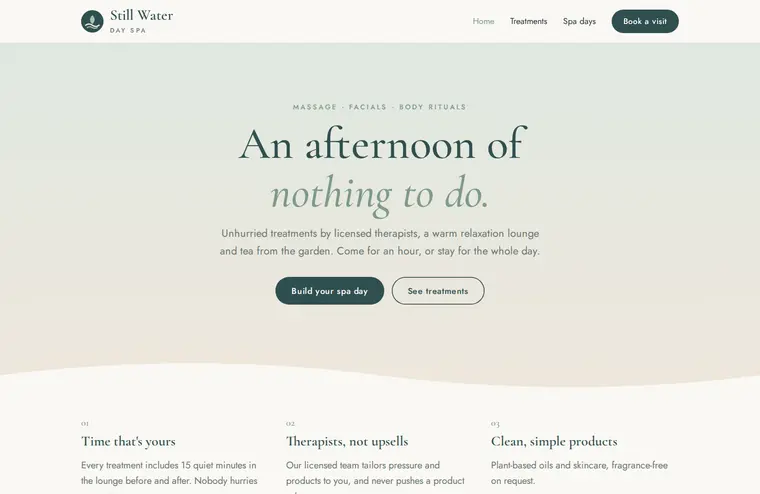 Still Water
DAY SPA
Home
Treatments
Spa days
Book a visit
MASSAGE · FACIALS · BODY RITUALS
An afternoon of
nothing to do.
Unhurried treatments by licensed therapists, a warm relaxation lounge
and tea from the garden. Come for an hour, or stay for the whole day.
Build your spa day
See treatments
01
Time that's yours
Every treatment includes 15 quiet minutes in
the lounge before and after. Nobody hurries
02
Therapists, not upsells
Our licensed team tailors pressure and
products to you, and never pushes a product
03
Clean, simple products
Plant-based oils and skincare, fragrance-free
on request.